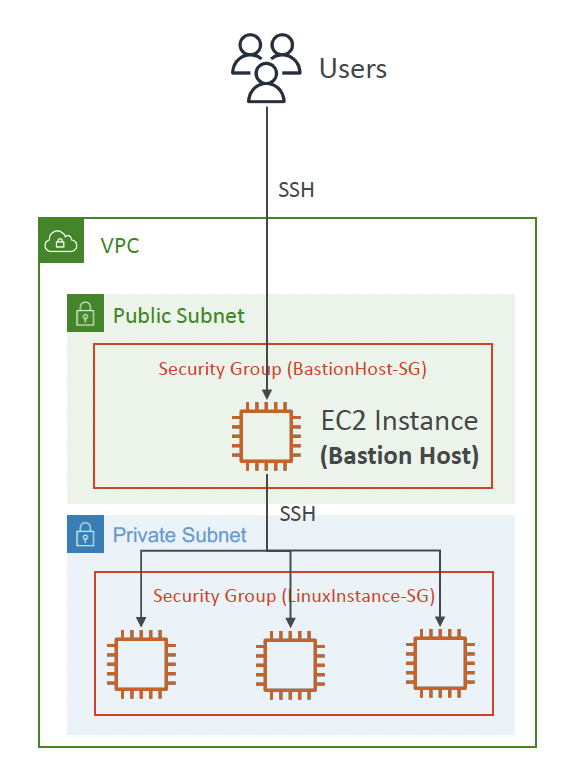 Users
SSH
VPC
Public Subnet
Security Group (BastionHost-SG)
EC2 Instance
(Bastion Host)
SSH
Private Subnet
Security Group (LinuxInstance-SG)